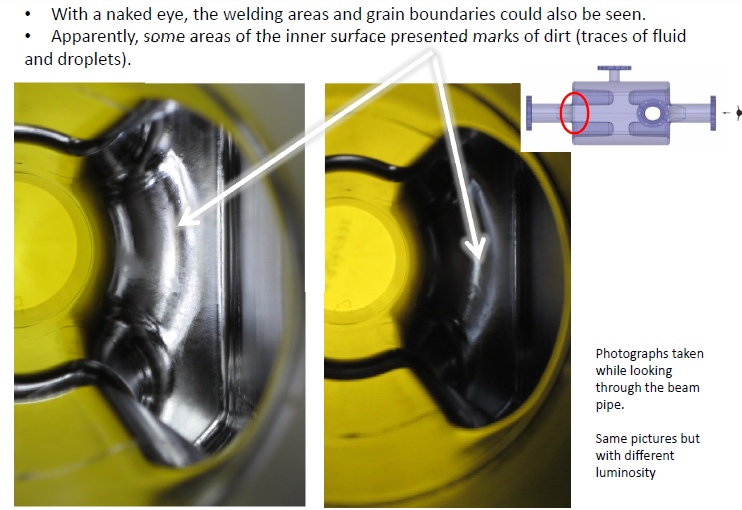 • With a naked eye, the welding areas and grain boundaries could also be seen.
• Apparently, some areas of the inner surface presented marks of dirt (traces of fluid
and droplets).
Photographs taken
while looking
through the beam
pipe.
Same pictures but
with different
luminosity